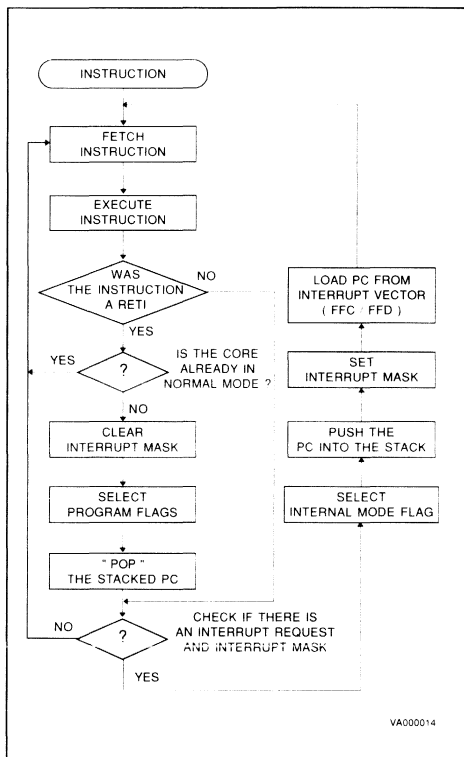 INSTRUCTION
FETCH
INSTRUCTION
EXECUTE
INSTRUCTION
WAS
THE INSTRUCTION
A RETI
NO
YES
YES
?
IS THE CORE
ALREADY IN
NORMAL MODE ?
NO
CLEAR
INTERRUPT MASK
SELECT
PROGRAM FLAGS
" POP "
THE STACKED PC
NO
?
CHECK IF THERE IS
AN INTERRUPT REQUEST
AND INTERRUPT MASK
YES
LOAD PC FROM
INTERRUPT VECTOR
( FFC / FFD )
SET
INTERRUPT MASK
PUSH THE
PC INTO THE STACK
SELECT
INTERNAL MODE FLAG
VA000014